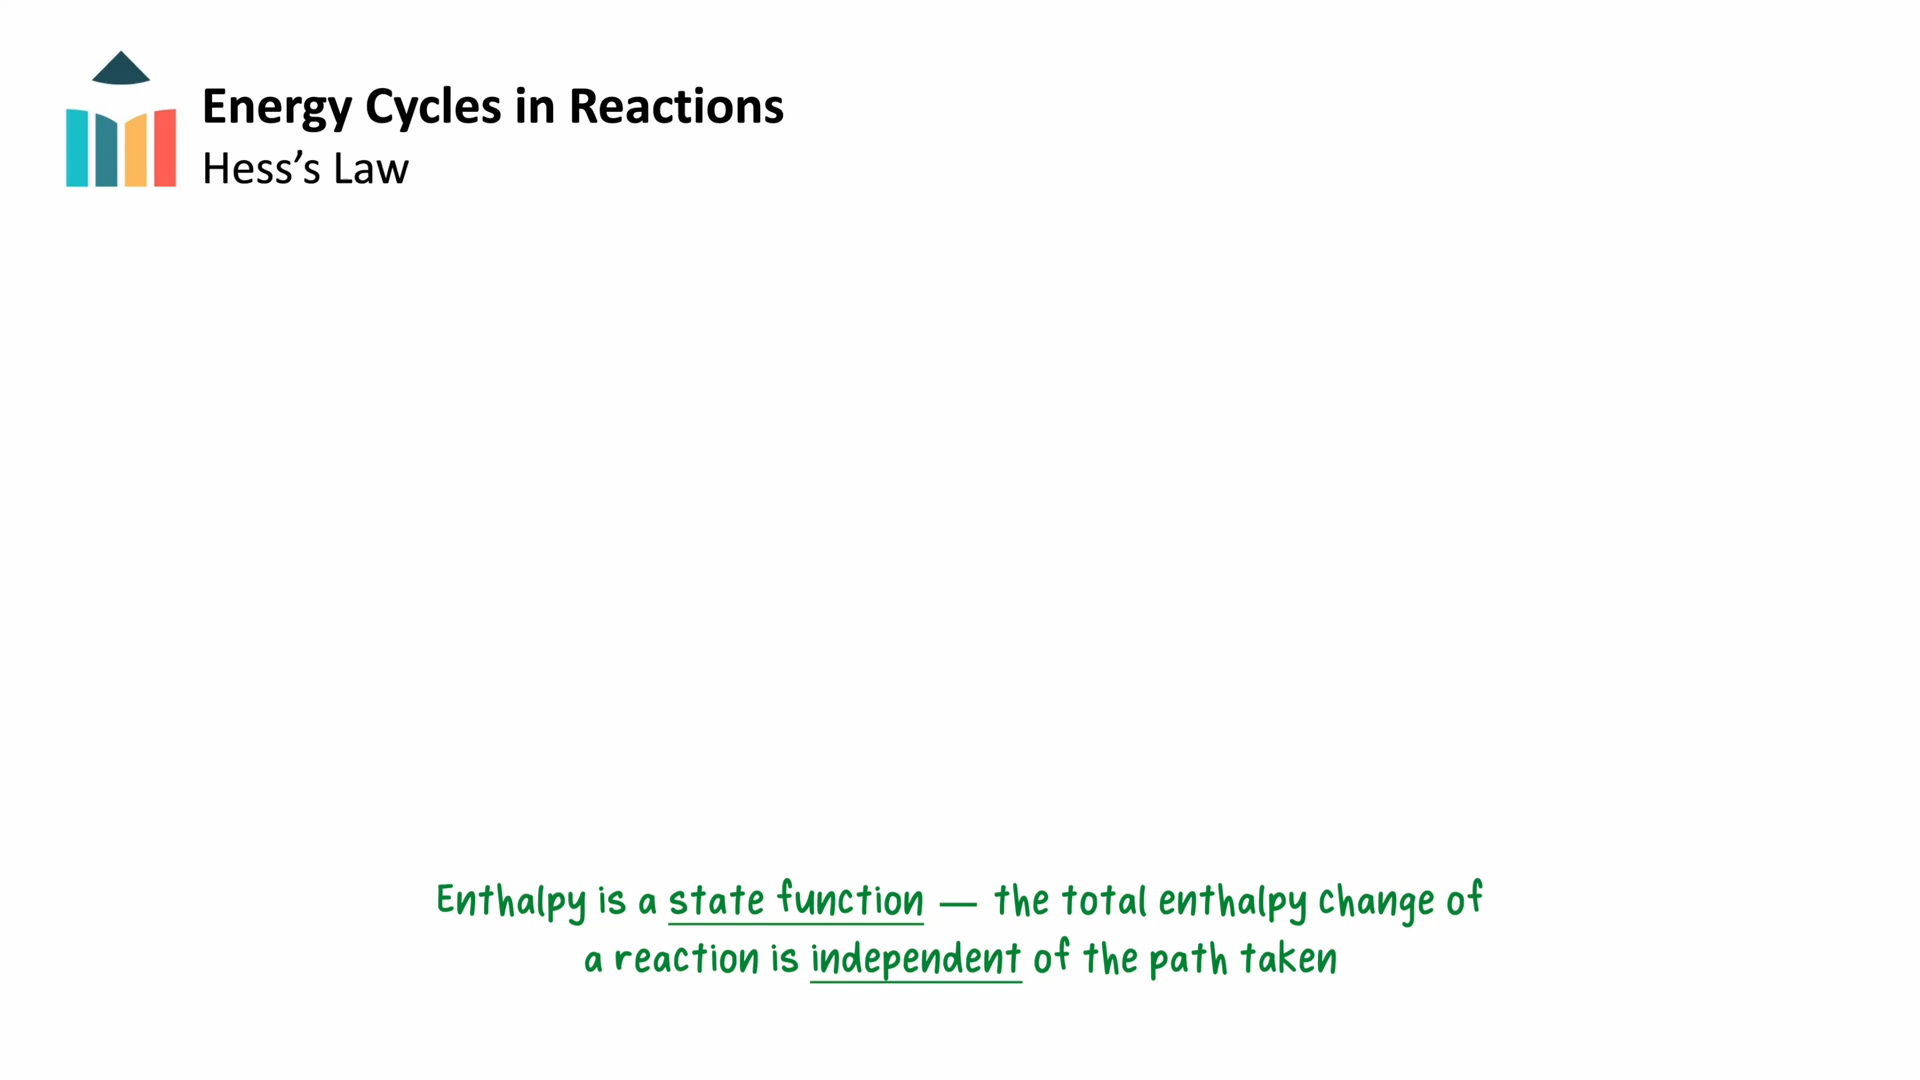 Energy Cycles in Reactions
Hess’s Law
Enthalpy is a state function — the total enthalpy change of
a reaction is independent of the path taken